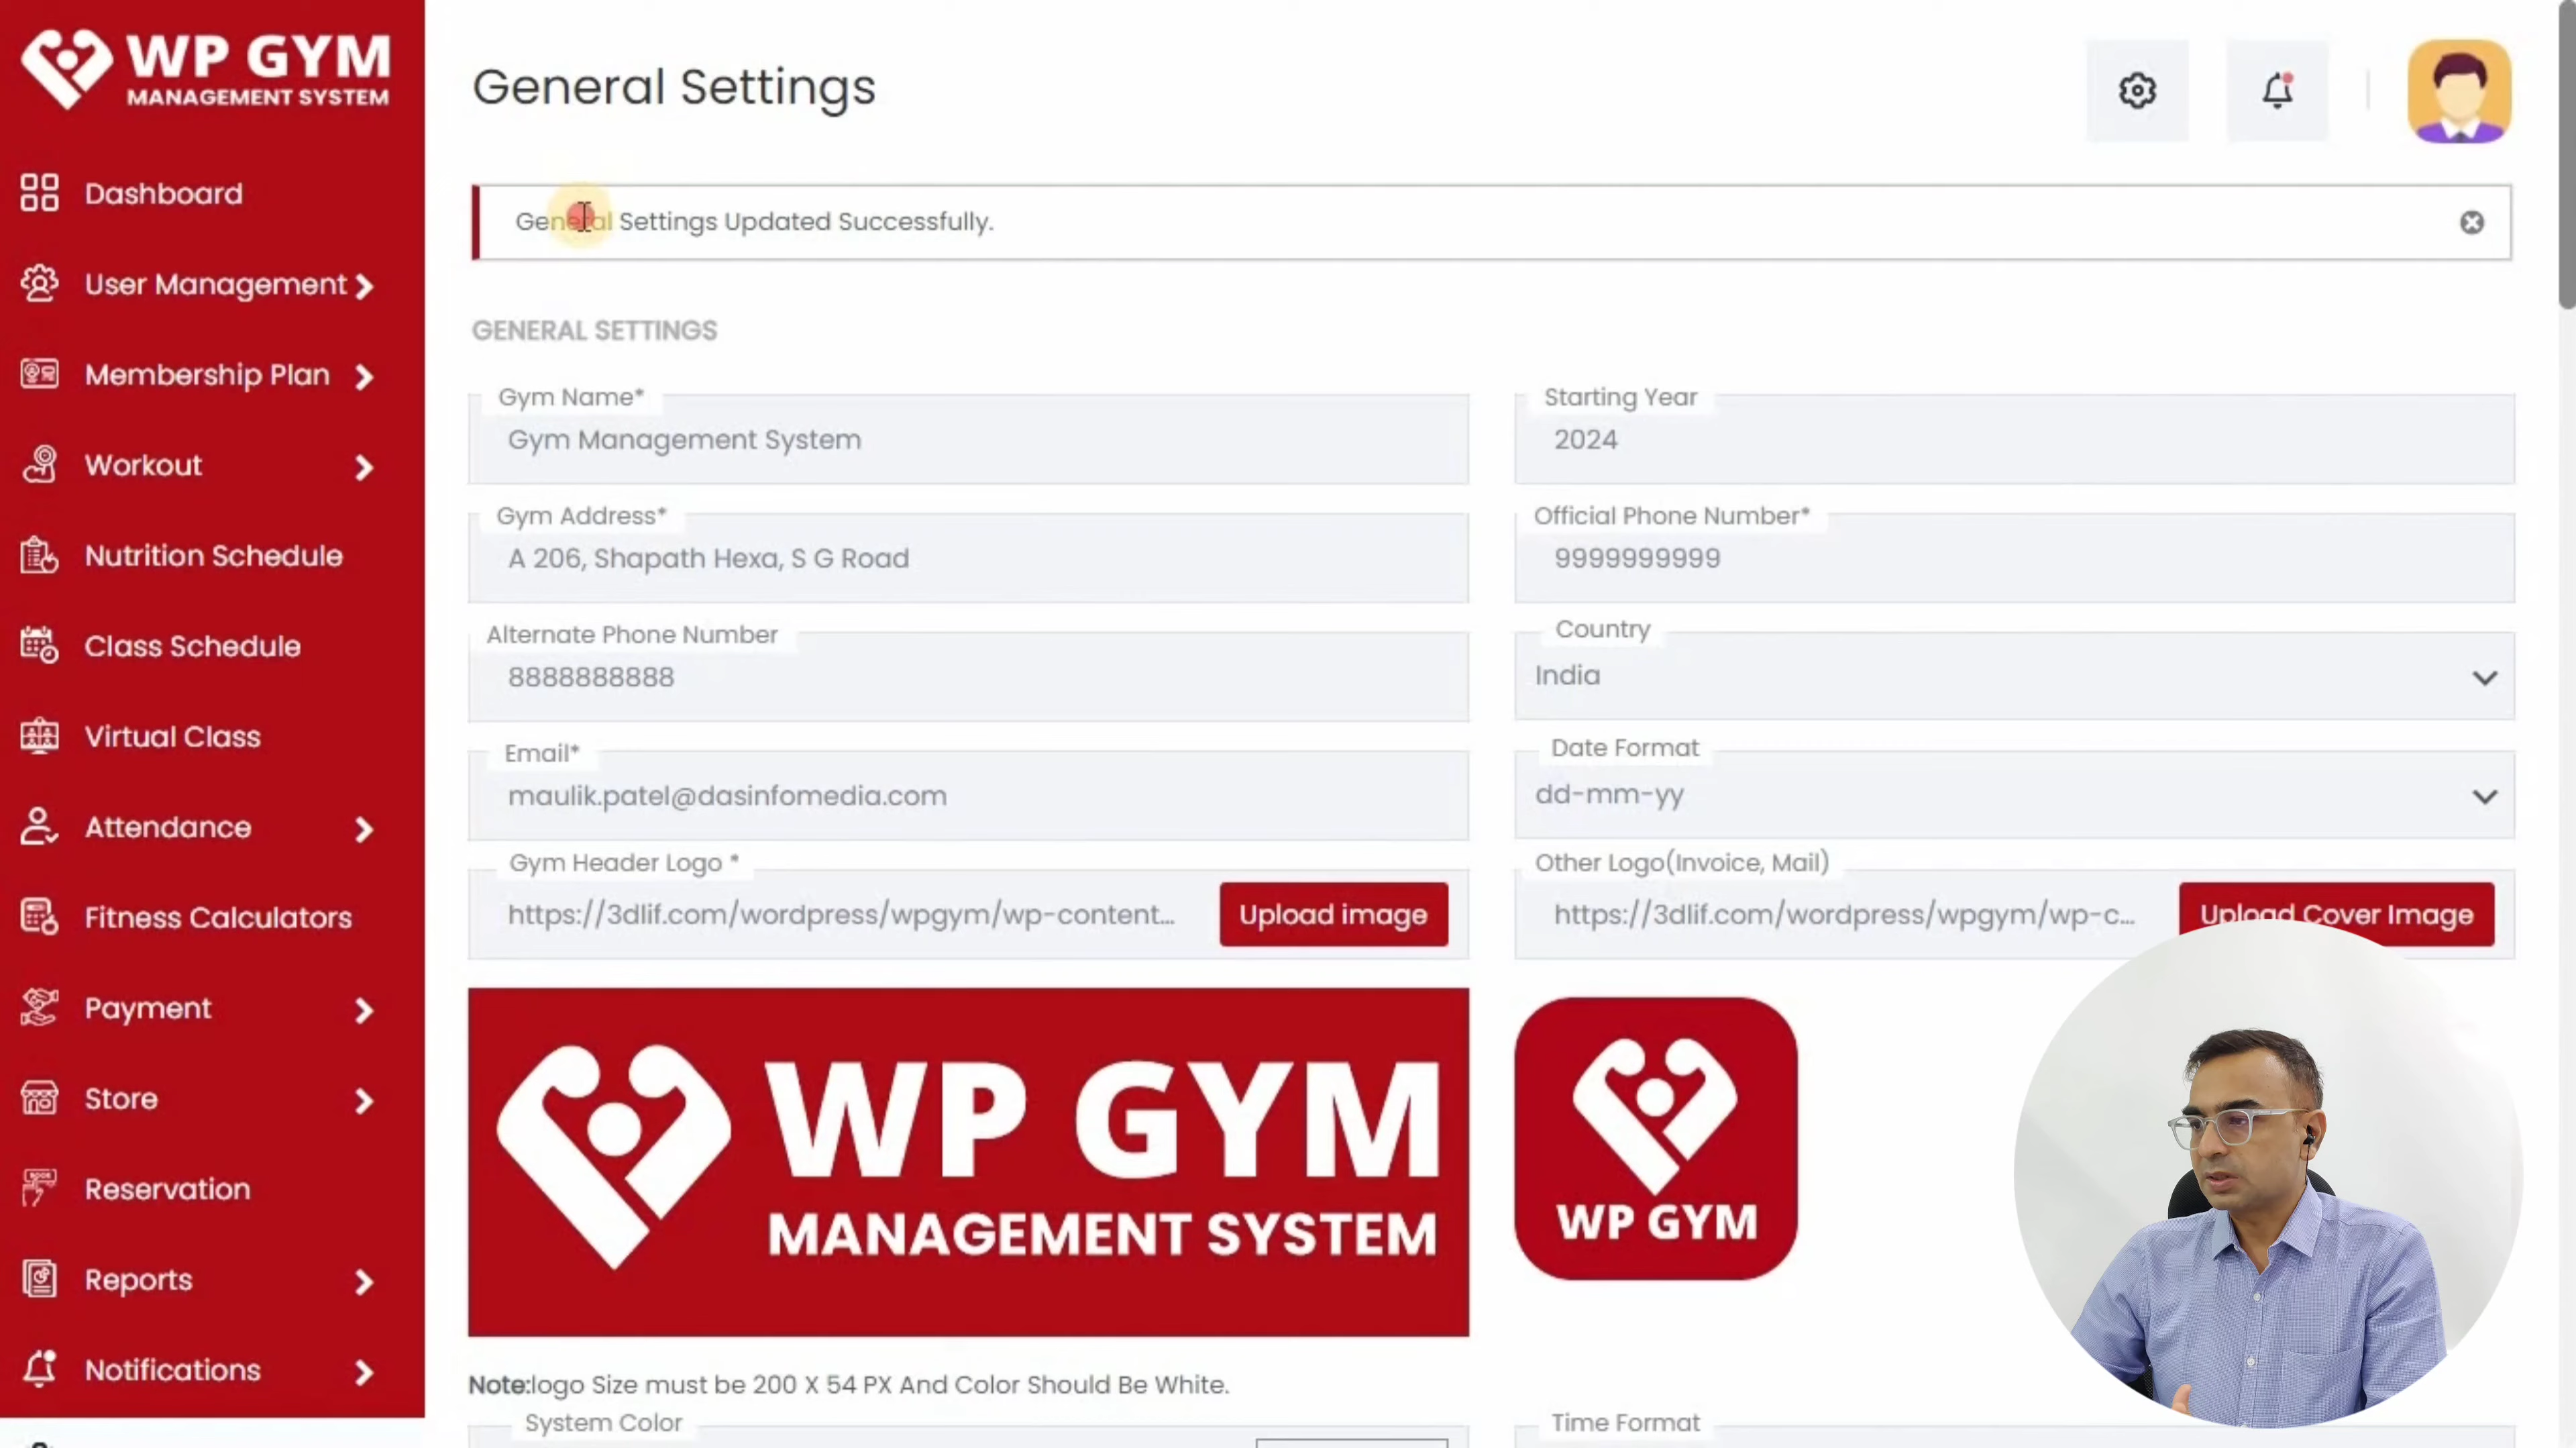 WP GYM
MANAGEMENT SYSTEM
Dashboard
User Management
Membership Plan
Workout
Nutrition Schedule
Class Schedule
Virtual Class
Attendance
Fitness Calculators
Payment
Store
Reservation
Reports
Notifications
General Settings
General Settings Updated Successfully.
GENERAL SETTINGS
Gym Name*
Gym Management System
Starting Year
2024
Gym Address*
A 206, Shapath Hexa, S G Road
Official Phone Number*
9999999999
Alternate Phone Number
8888888888
Country
India
Email*
maulik.patel@dasinfomedia.com
Date Format
dd-mm-yy
Gym Header Logo *
https://3dlif.com/wordpress/wpgym/wp-content...
Upload image
Other Logo(Invoice, Mail)
https://3dlif.com/wordpress/wpgym/wp-c...
Upload Cover Image
WP GYM
MANAGEMENT SYSTEM
WP GYM
Note:logo Size must be 200 X 54 PX And Color Should Be White.
System Color
Time Format